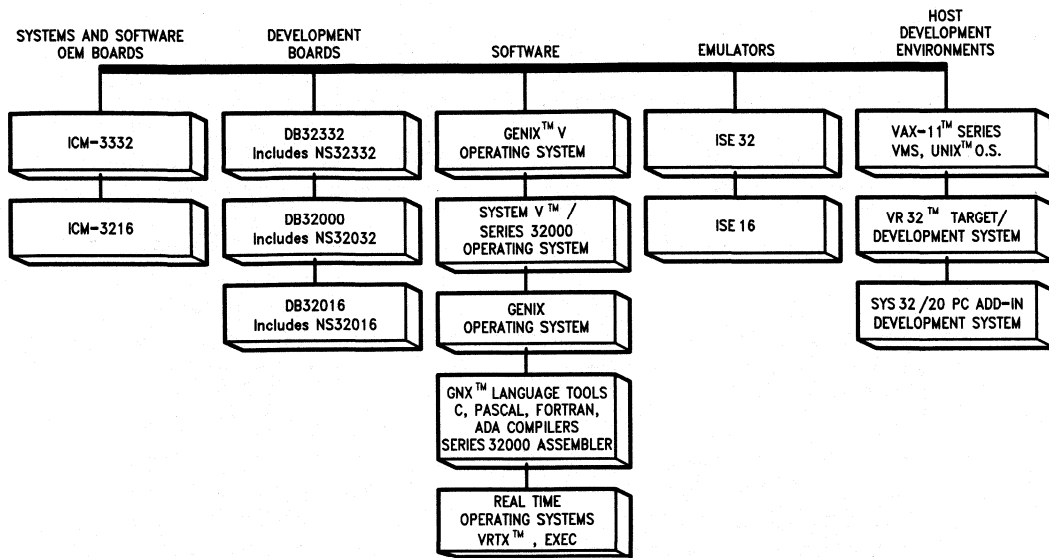 SYSTEMS AND SOFTWARE
OEM BOARDS
ICM-3332
ICM-3216
DEVELOPMENT
BOARDS
DB32332
Includes NS32332
DB32000
Includes NS32032
DB32016
Includes NS32016
SOFTWARE
GENIX™ V
OPERATING SYSTEM
SYSTEM V™ /
SERIES 32000
OPERATING SYSTEM
GENIX
OPERATING SYSTEM
GNX™ LANGUAGE TOOLS
C, PASCAL, FORTRAN,
ADA COMPILERS
SERIES 32000 ASSEMBLER
REAL TIME
OPERATING SYSTEMS
VRTX™ , EXEC
EMULATORS
ISE 32
ISE 16
HOST
DEVELOPMENT
ENVIRONMENTS
VAX-11™ SERIES
VMS, UNIX™ O.S.
VR 32™ TARGET/
DEVELOPMENT SYSTEM
SYS 32/20 PC ADD-IN
DEVELOPMENT SYSTEM